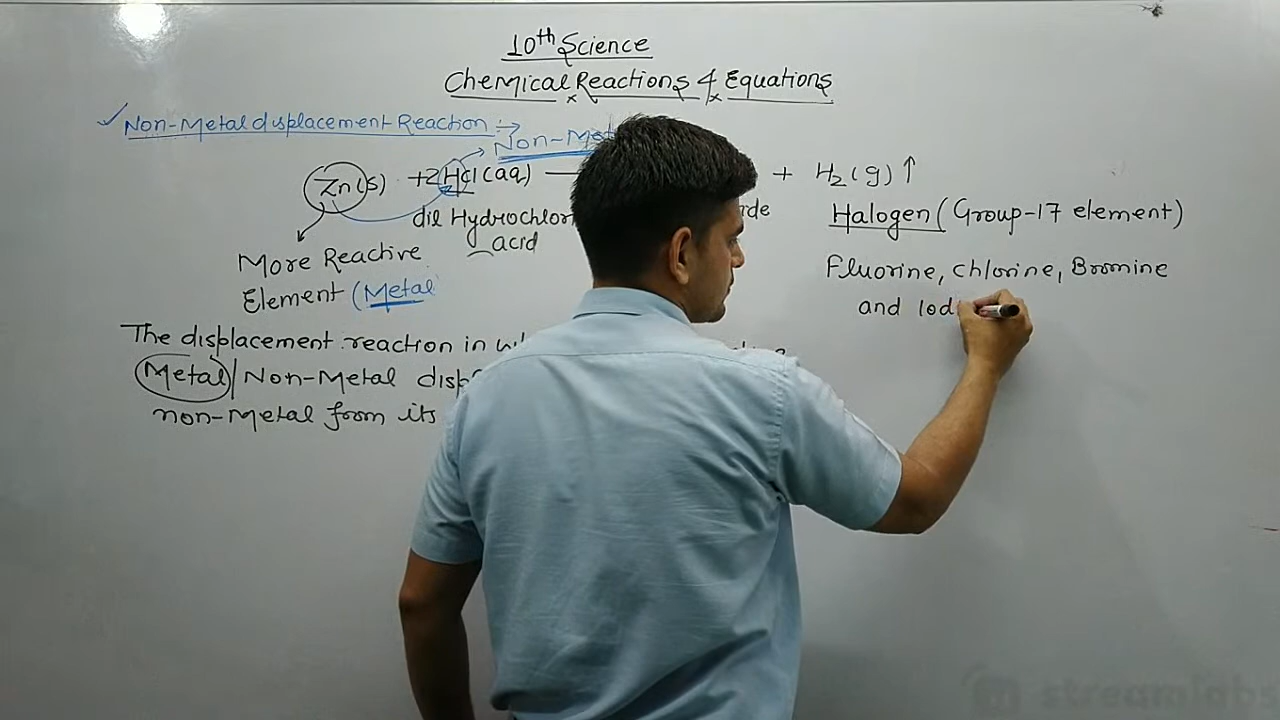 10th Science
Chemical Reactions & Equations
Non-Metal displacement Reaction :→
Non-Met
Zn(s) + 2HCl(aq) — + H₂(g)↑
dil Hydrochlor
acid
More Reactive
Element (Metal
Halogen (Group-17 element)
Fluorine, Chlorine, Bromine
and Iod
The displacement reaction in
Metal/Non-Metal disp
non-Metal from its
streamlabs